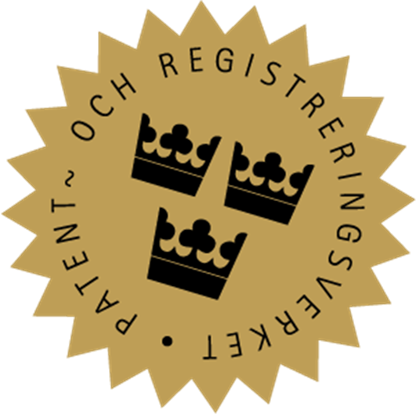 PATENT~ OCH REGISTRERINGSVERKET •